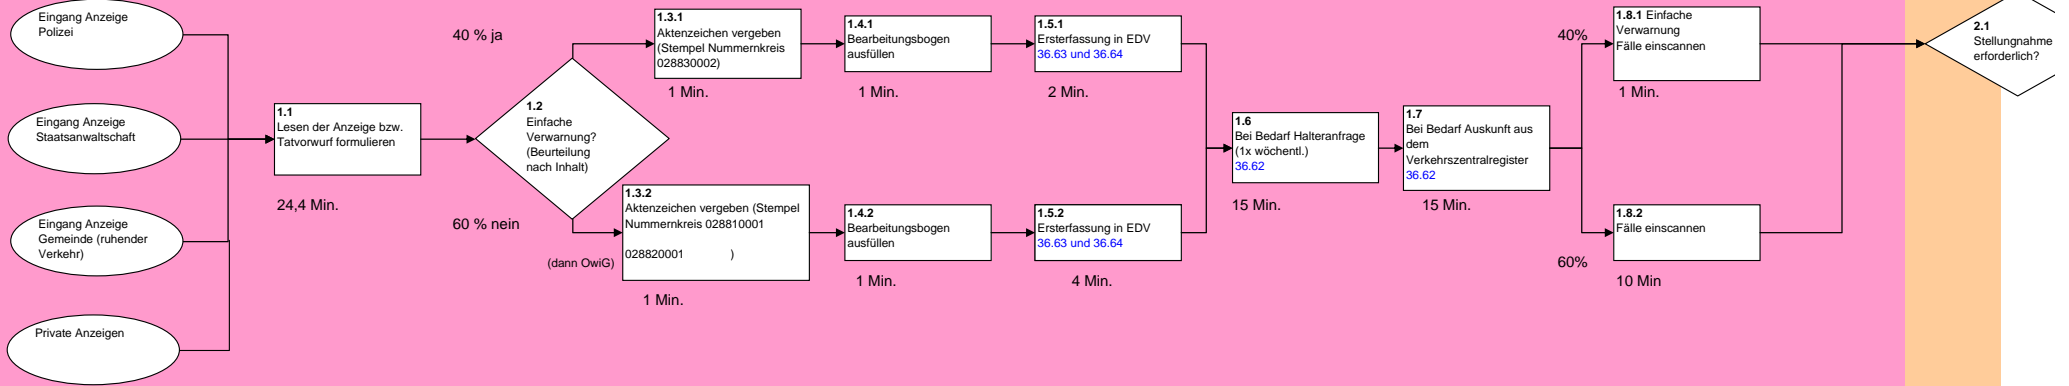 Eingang Anzeige
Polizei
Eingang Anzeige
Staatsanwaltschaft
Eingang Anzeige
Gemeinde (ruhender
Verkehr)
Private Anzeigen
1.1
Lesen der Anzeige bzw.
Tatvorwurf formulieren
24,4 Min.
40 % ja
1.2
Einfache
Verwarnung?
(Beurteilung
nach Inhalt)
60 % nein
(dann OwiG)
1.3.1
Aktenzeichen vergeben
(Stempel Nummernkreis
028830002)
1 Min.
1.3.2
Aktenzeichen vergeben (Stempel
Nummernkreis 028810001
028820001 )
1 Min.
1.4.1
Bearbeitungsbogen
ausfüllen
1 Min.
1.4.2
Bearbeitungsbogen
ausfüllen
1 Min.
1.5.1
Ersterfassung in EDV
36.63 und 36.64
2 Min.
1.5.2
Ersterfassung in EDV
36.63 und 36.64
4 Min.
1.6
Bei Bedarf Halteranfrage
(1x wöchentl.)
36.62
15 Min.
1.7
Bei Bedarf Auskunft aus
dem
Verkehrszentralregister
36.62
15 Min.
40%
1.8.1 Einfache
Verwarnung
Fälle einscannen
1 Min.
1.8.2
Fälle einscannen
60%
10 Min
2.1
Stellungnahme
erforderlich?